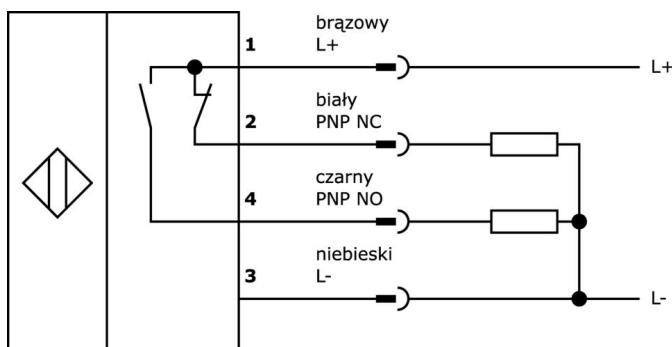 brązowy
1 L+
L+
biały
2 PNP NC
czarny
4 PNP NO
niebieski
3 L-
L-